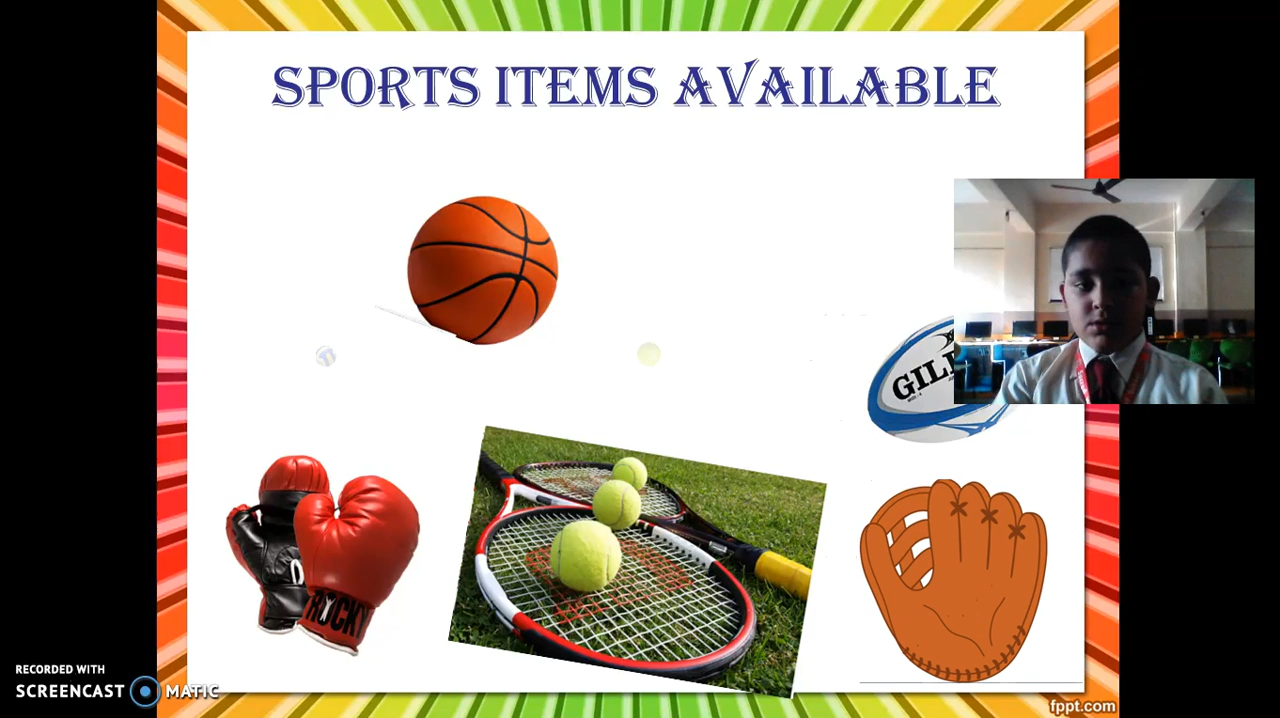 SPORTS ITEMS AVAILABLE
GIL
ROCKY
RECORDED WITH
SCREENCAST MATIC
fppt.com